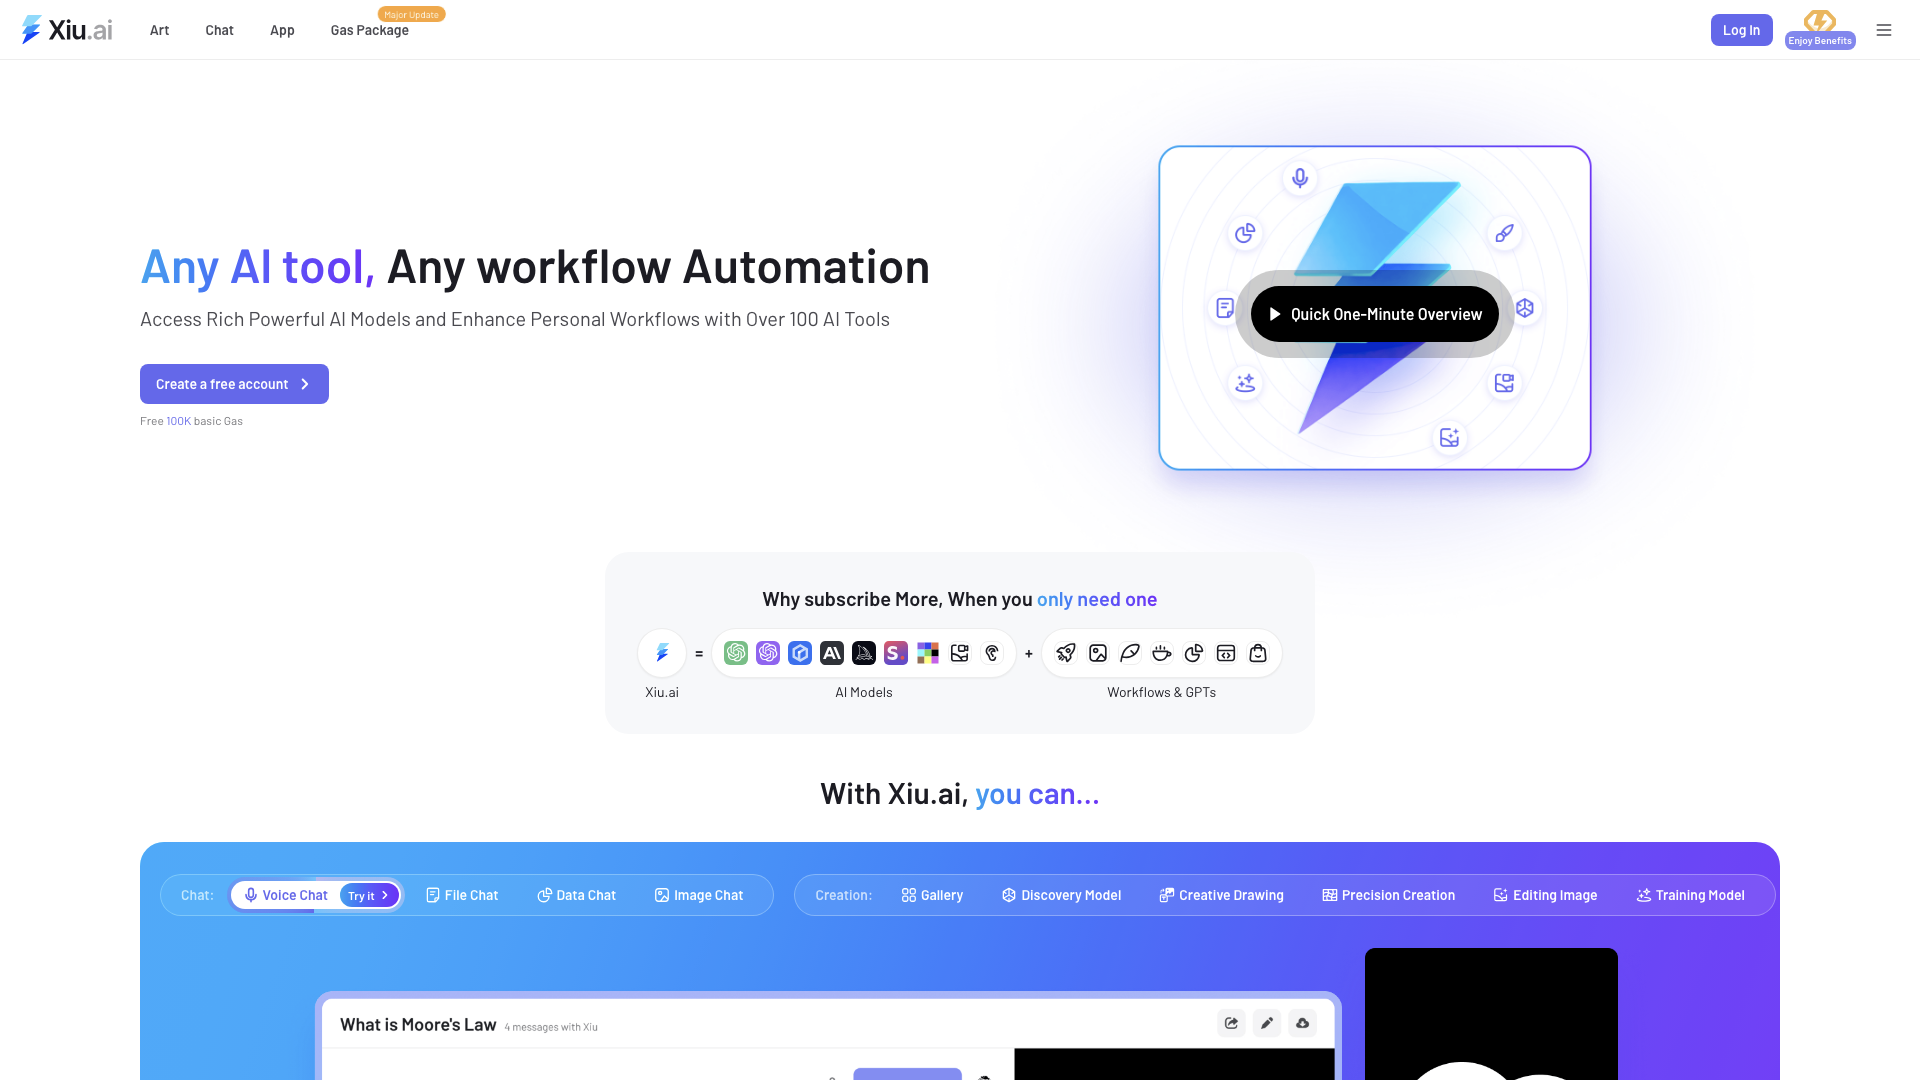 Xiu.ai
Art
Chat
App
Gas Package
Major Update
Log In
Enjoy Benefits
Any AI tool, Any workflow Automation
Access Rich Powerful AI Models and Enhance Personal Workflows with Over 100 AI Tools
Create a free account
Free 100K basic Gas
Quick One-Minute Overview
Why subscribe More, When you only need one
=
AI
S.
+
Xiu.ai
AI Models
Workflows & GPTs
With Xiu.ai, you can...
Chat:
Voice Chat
Try it
File Chat
Data Chat
Image Chat
Creation:
Gallery
Discovery Model
Creative Drawing
Precision Creation
Editing Image
Training Model
What is Moore's Law
4 messages with Xiu